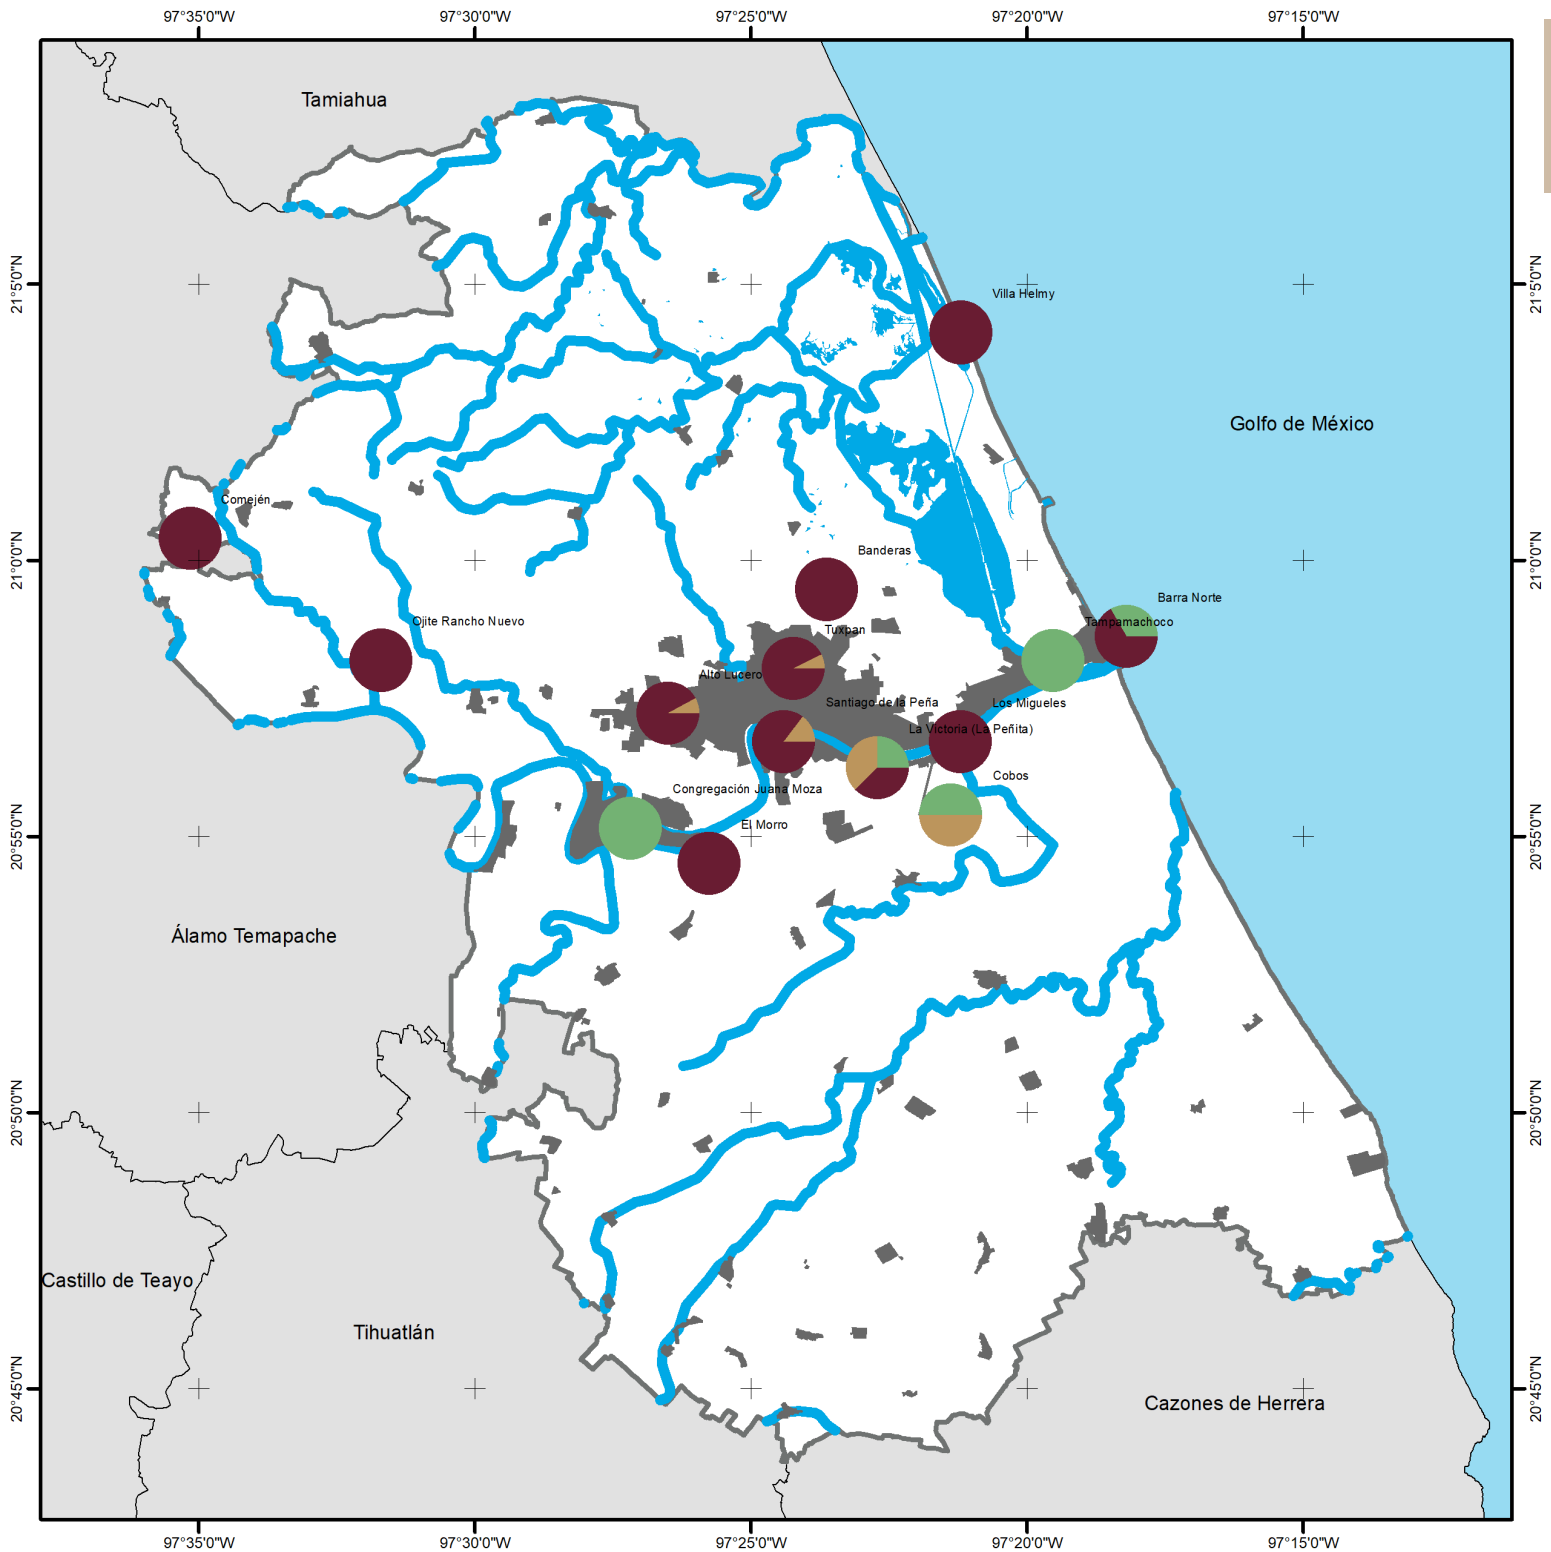 97°35'0"W
97°30'0"W
97°25'0"W
97°20'0"W
97°15'0"W
Tamiahua
21°5'0"N
21°5'0"N
Villa Helmy
Golfo de México
Comején
21°0'0"N
21°0'0"N
Banderas
Barra Norte
Ojite Rancho Nuevo
Tampamachoco
Tuxpan
Alto Lucero
Santiago de la Peña
Los Migueles
La Victoria (La Peñita)
Cobos
Congregación Juana Moza
El Morro
20°55'0"N
20°55'0"N
Álamo Temapache
20°50'0"N
20°50'0"N
Castillo de Teayo
Tihuatlán
20°45'0"N
20°45'0"N
Cazones de Herrera
97°35'0"W
97°30'0"W
97°25'0"W
97°20'0"W
97°15'0"W